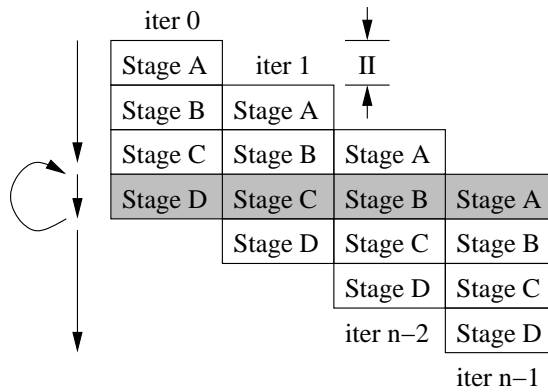 iter 0
Stage A iter 1 II
Stage B Stage A
Stage C Stage B Stage A
Stage D Stage C Stage B Stage A
Stage D Stage C Stage B
Stage D Stage C
iter n−2 Stage D
iter n−1